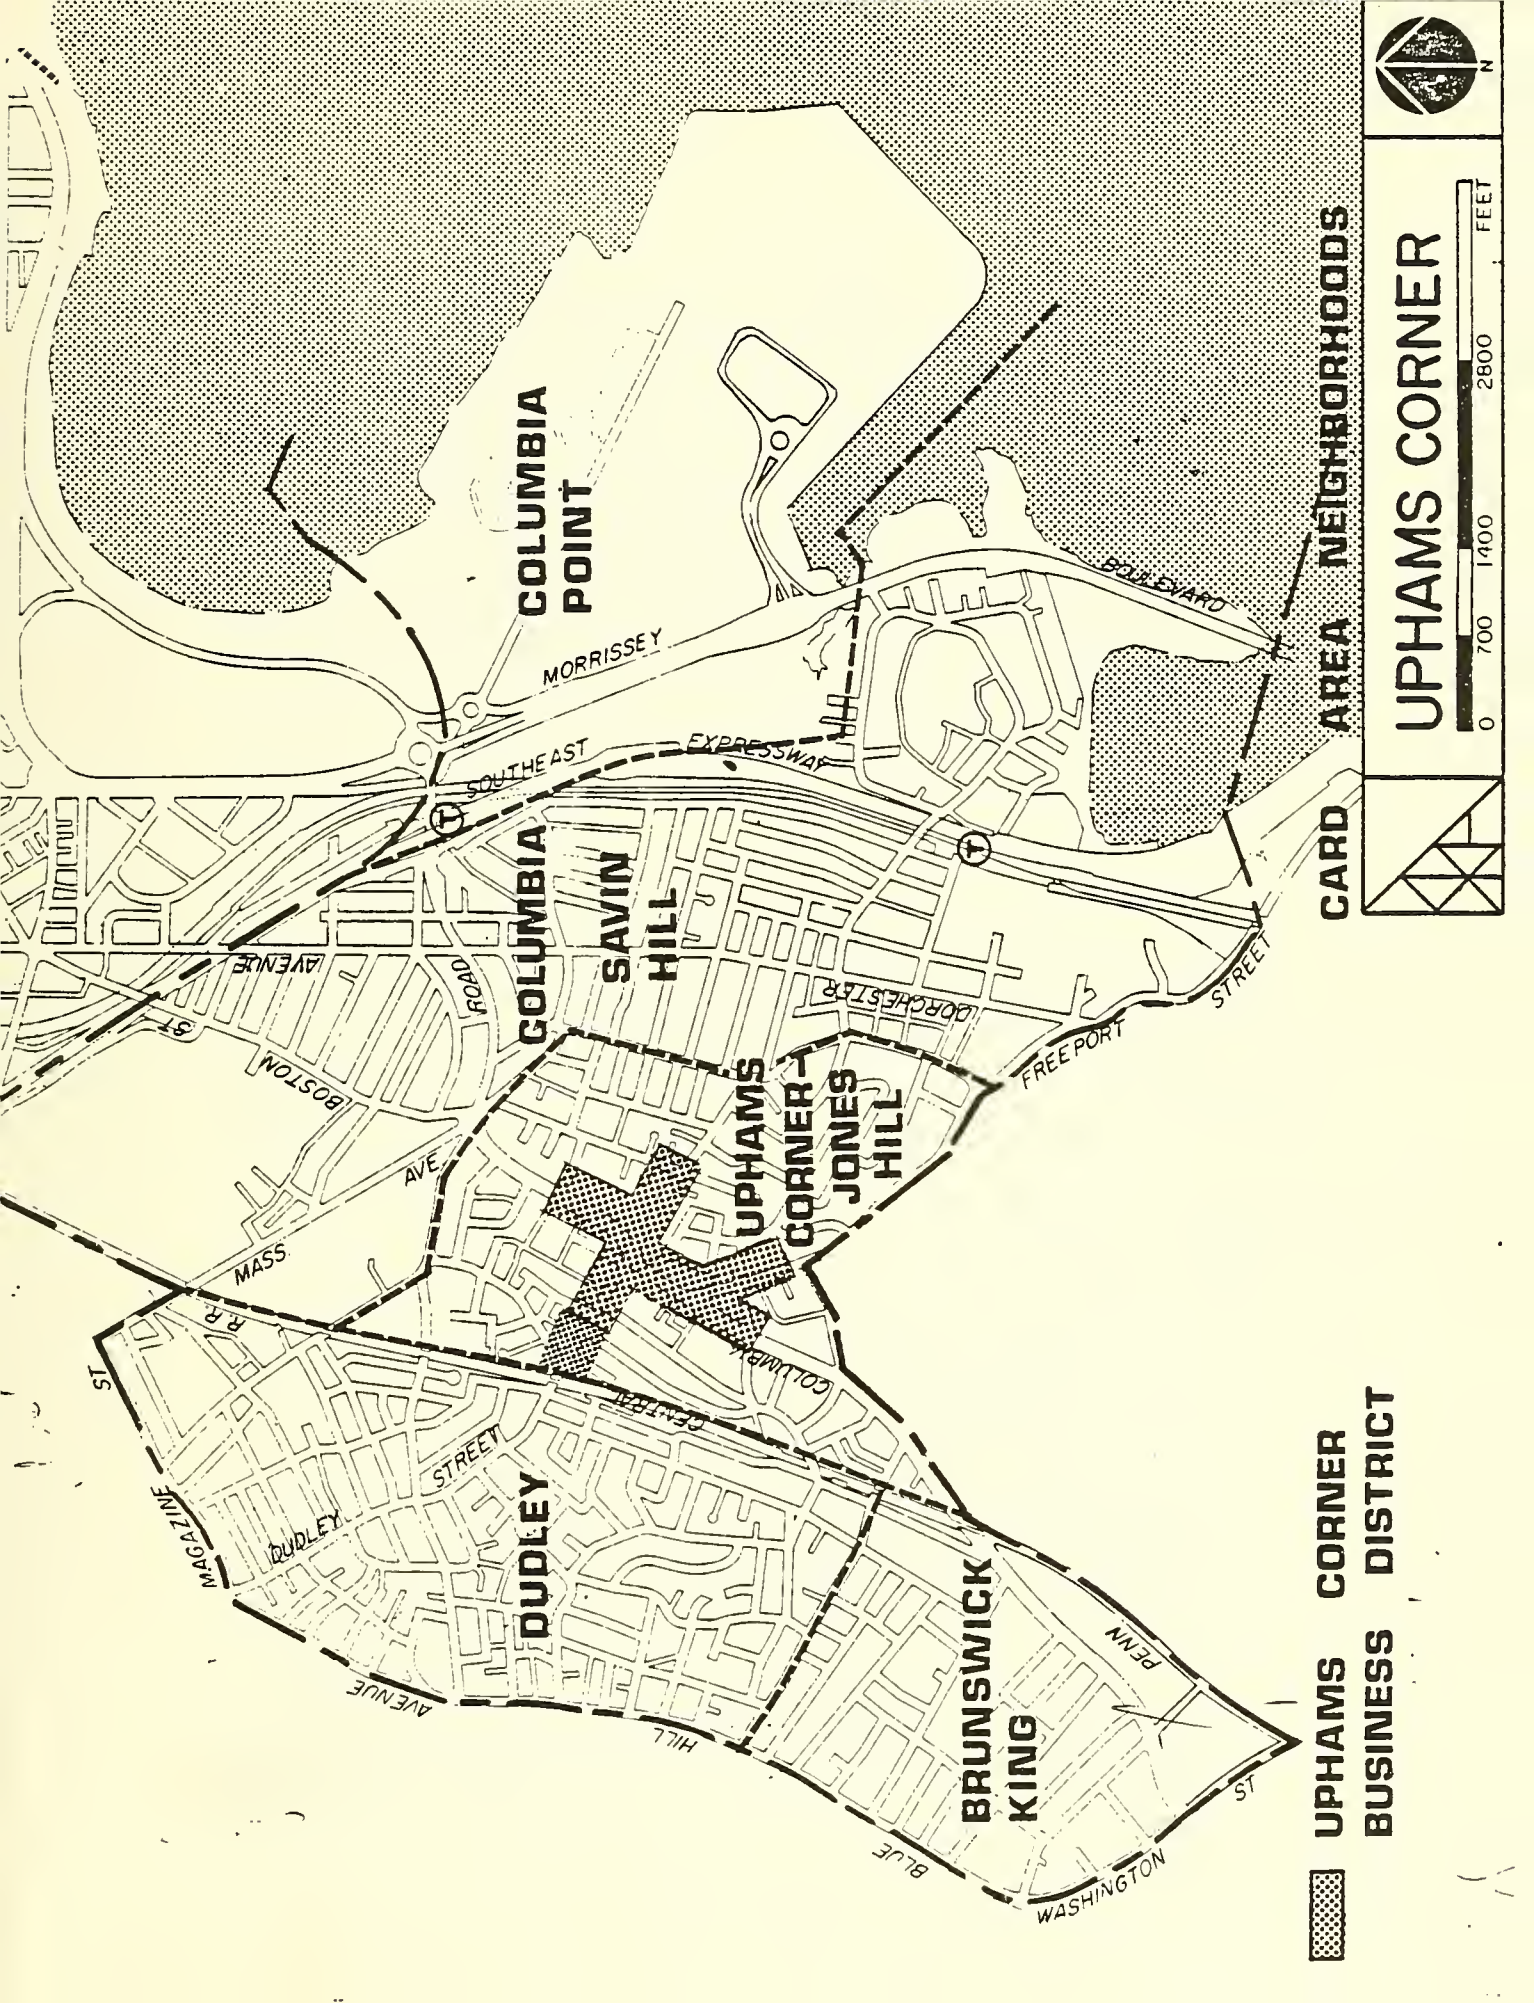 COLUMBIA
POINT
MORRISSEY
BOULEVARD
SOUTHEAST
EXPRESSWAY
T
T
COLUMBIA
SAVIN
HILL
AVENUE
DORCHESTER
ROAD
BOSTON
ST
FREEPORT
STREET
UPHAMS
CORNER-
JONES
HILL
MASS
AVE
COLUMBIA
R.R
CENTRAL
PENN
MAGAZINE
ST
DUDLEY
STREET
DUDLEY
BLUE
HILL
AVENUE
BRUNSWICK
KING
WASHINGTON
ST
UPHAMS CORNER
BUSINESS DISTRICT
CARD AREA NEIGHBORHOODS
UPHAMS CORNER
0 700 1400 2800 FEET
N